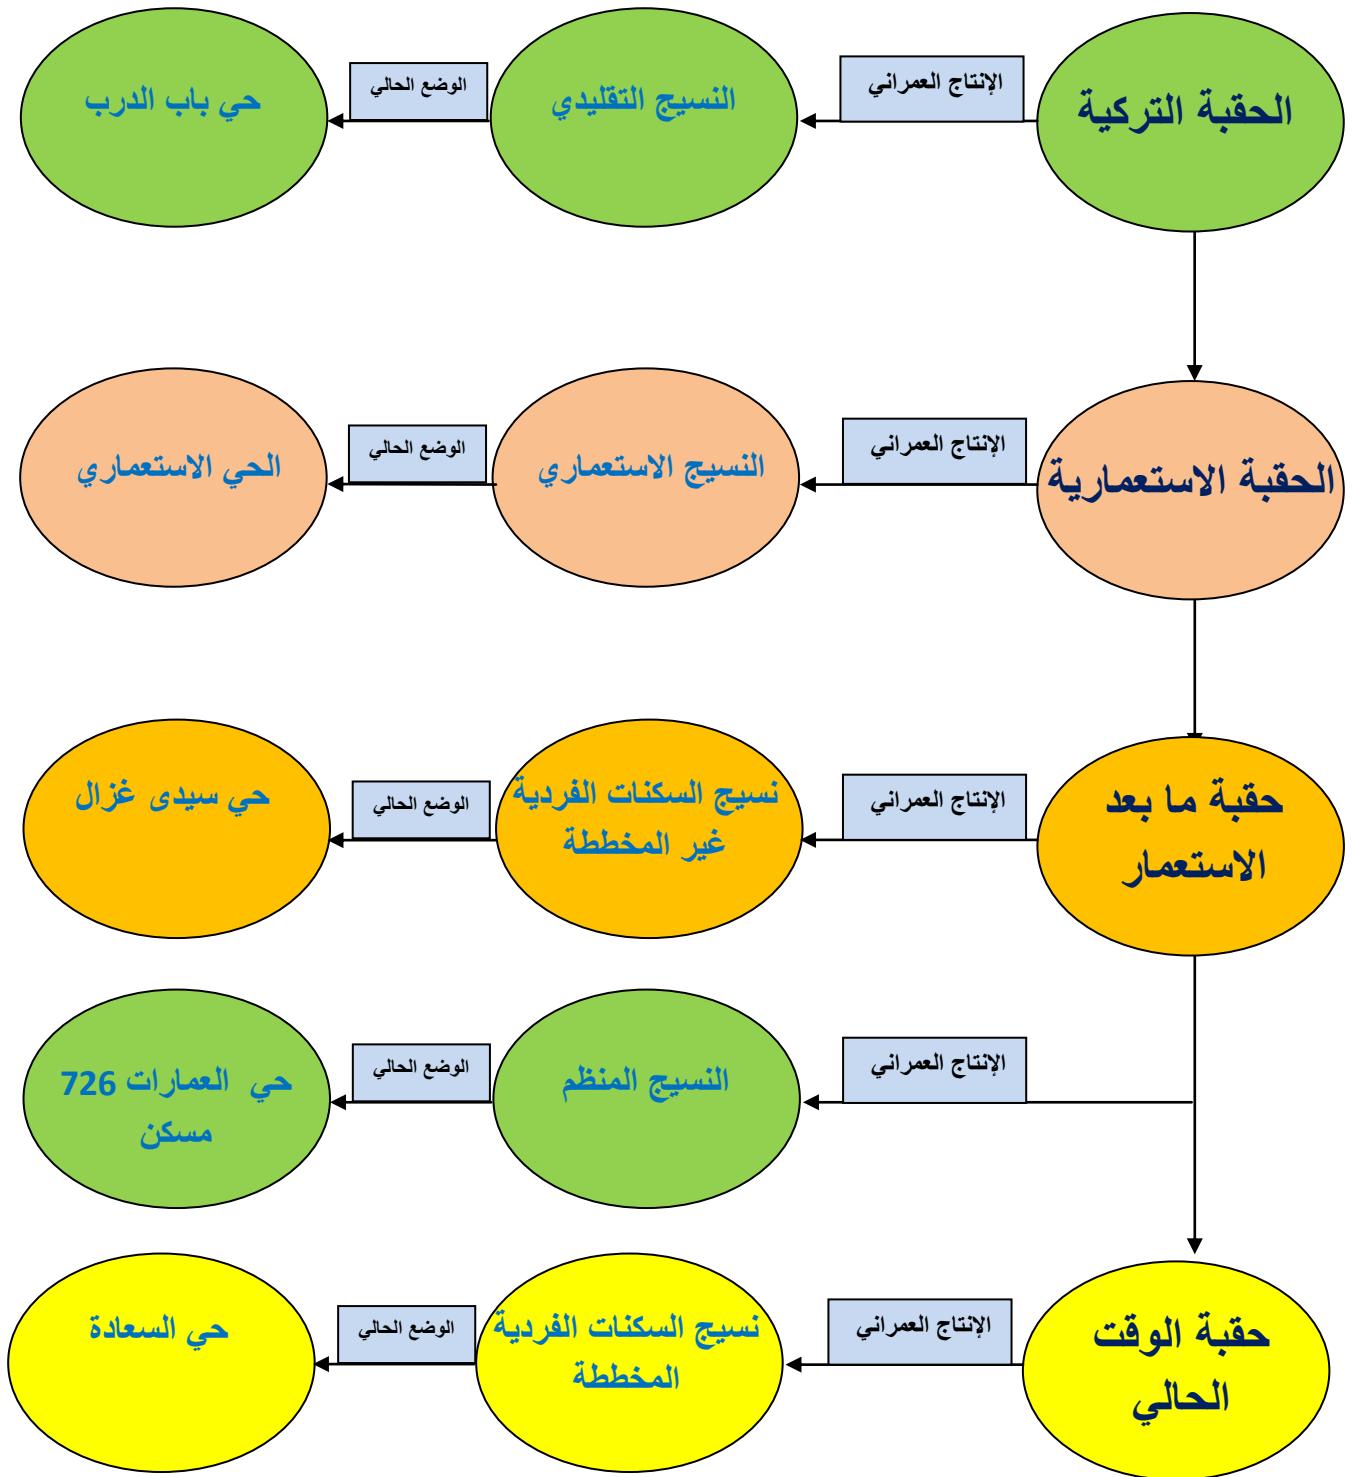 الحقبة التركية
الإنتاج العمراني
النسيج التقليدي
الوضع الحالي
حي باب الدرب
الحقبة الاستعمارية
الإنتاج العمراني
النسيج الاستعماري
الوضع الحالي
الحي الاستعماري
حقبة ما بعد
الاستعمار
الإنتاج العمراني
نسيج السكنات الفردية
غير المخططة
الوضع الحالي
حي سيدى غزال
الإنتاج العمراني
النسيج المنظم
الوضع الحالي
حي العمارات 726
مسكن
حقبة الوقت
الحالي
الإنتاج العمراني
نسيج السكنات الفردية
المخططة
الوضع الحالي
حي السعادة